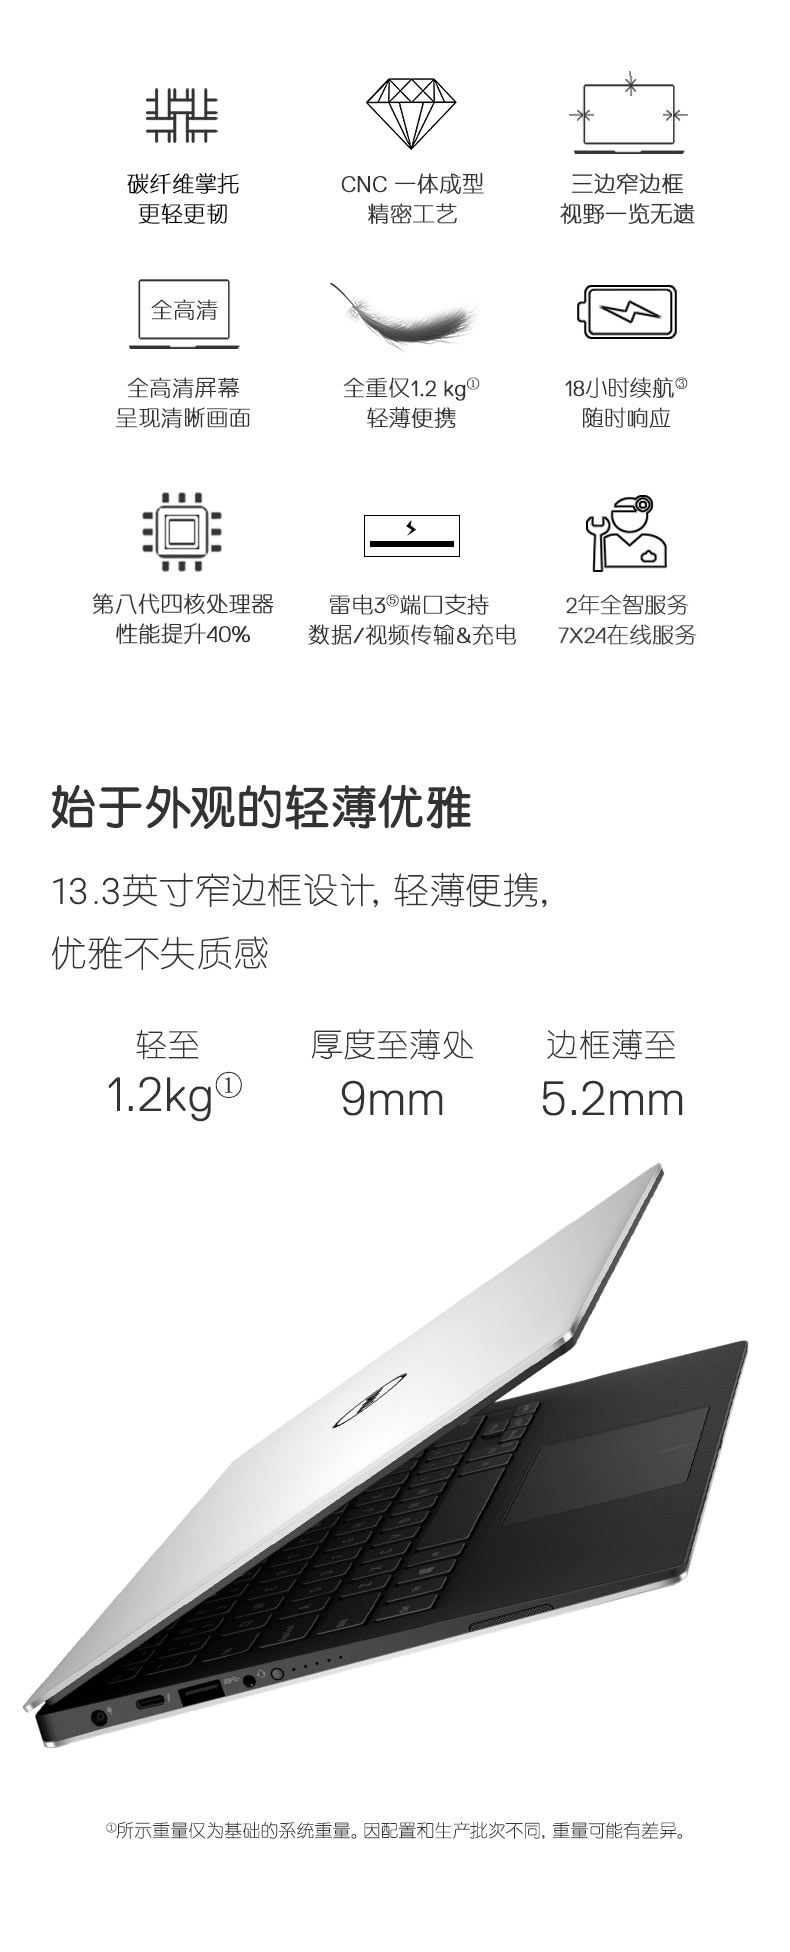 碳纤维掌托
更轻更韧
CNC 一体成型
精密工艺
三边窄边框
视野一览无遗
全高清
全高清屏幕
呈现清晰画面
全重仅1.2 kg①
轻薄便携
18小时续航③
随时响应
第八代四核处理器
性能提升40%
雷电3⑤端口支持
数据/视频传输&充电
2年全智服务
7X24在线服务
始于外观的轻薄优雅
13.3英寸窄边框设计, 轻薄便携,
优雅不失质感
轻至
1.2kg①
厚度至薄处
9mm
边框薄至
5.2mm
①所示重量仅为基础的系统重量。因配置和生产批次不同, 重量可能有差异。